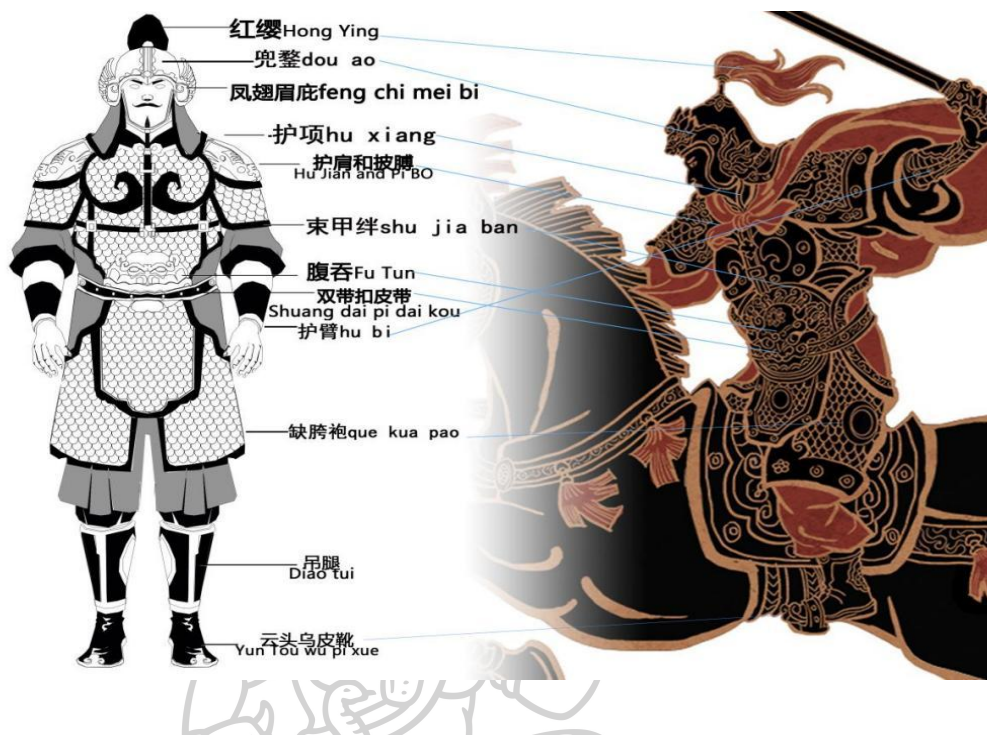 红缨Hong Ying
兜鍪dou ao
凤翅眉庇feng chi mei bi
护项hu xiang
护肩和披膊
Hu Jian and Pi BO
束甲绊shu jia ban
腹吞Fu Tun
双带扣皮带
Shuang dai pi dai kou
护臂hu bi
缺胯袍que kua pao
吊腿
Diao tui
云头乌皮靴
Yun Tou wu pi xue